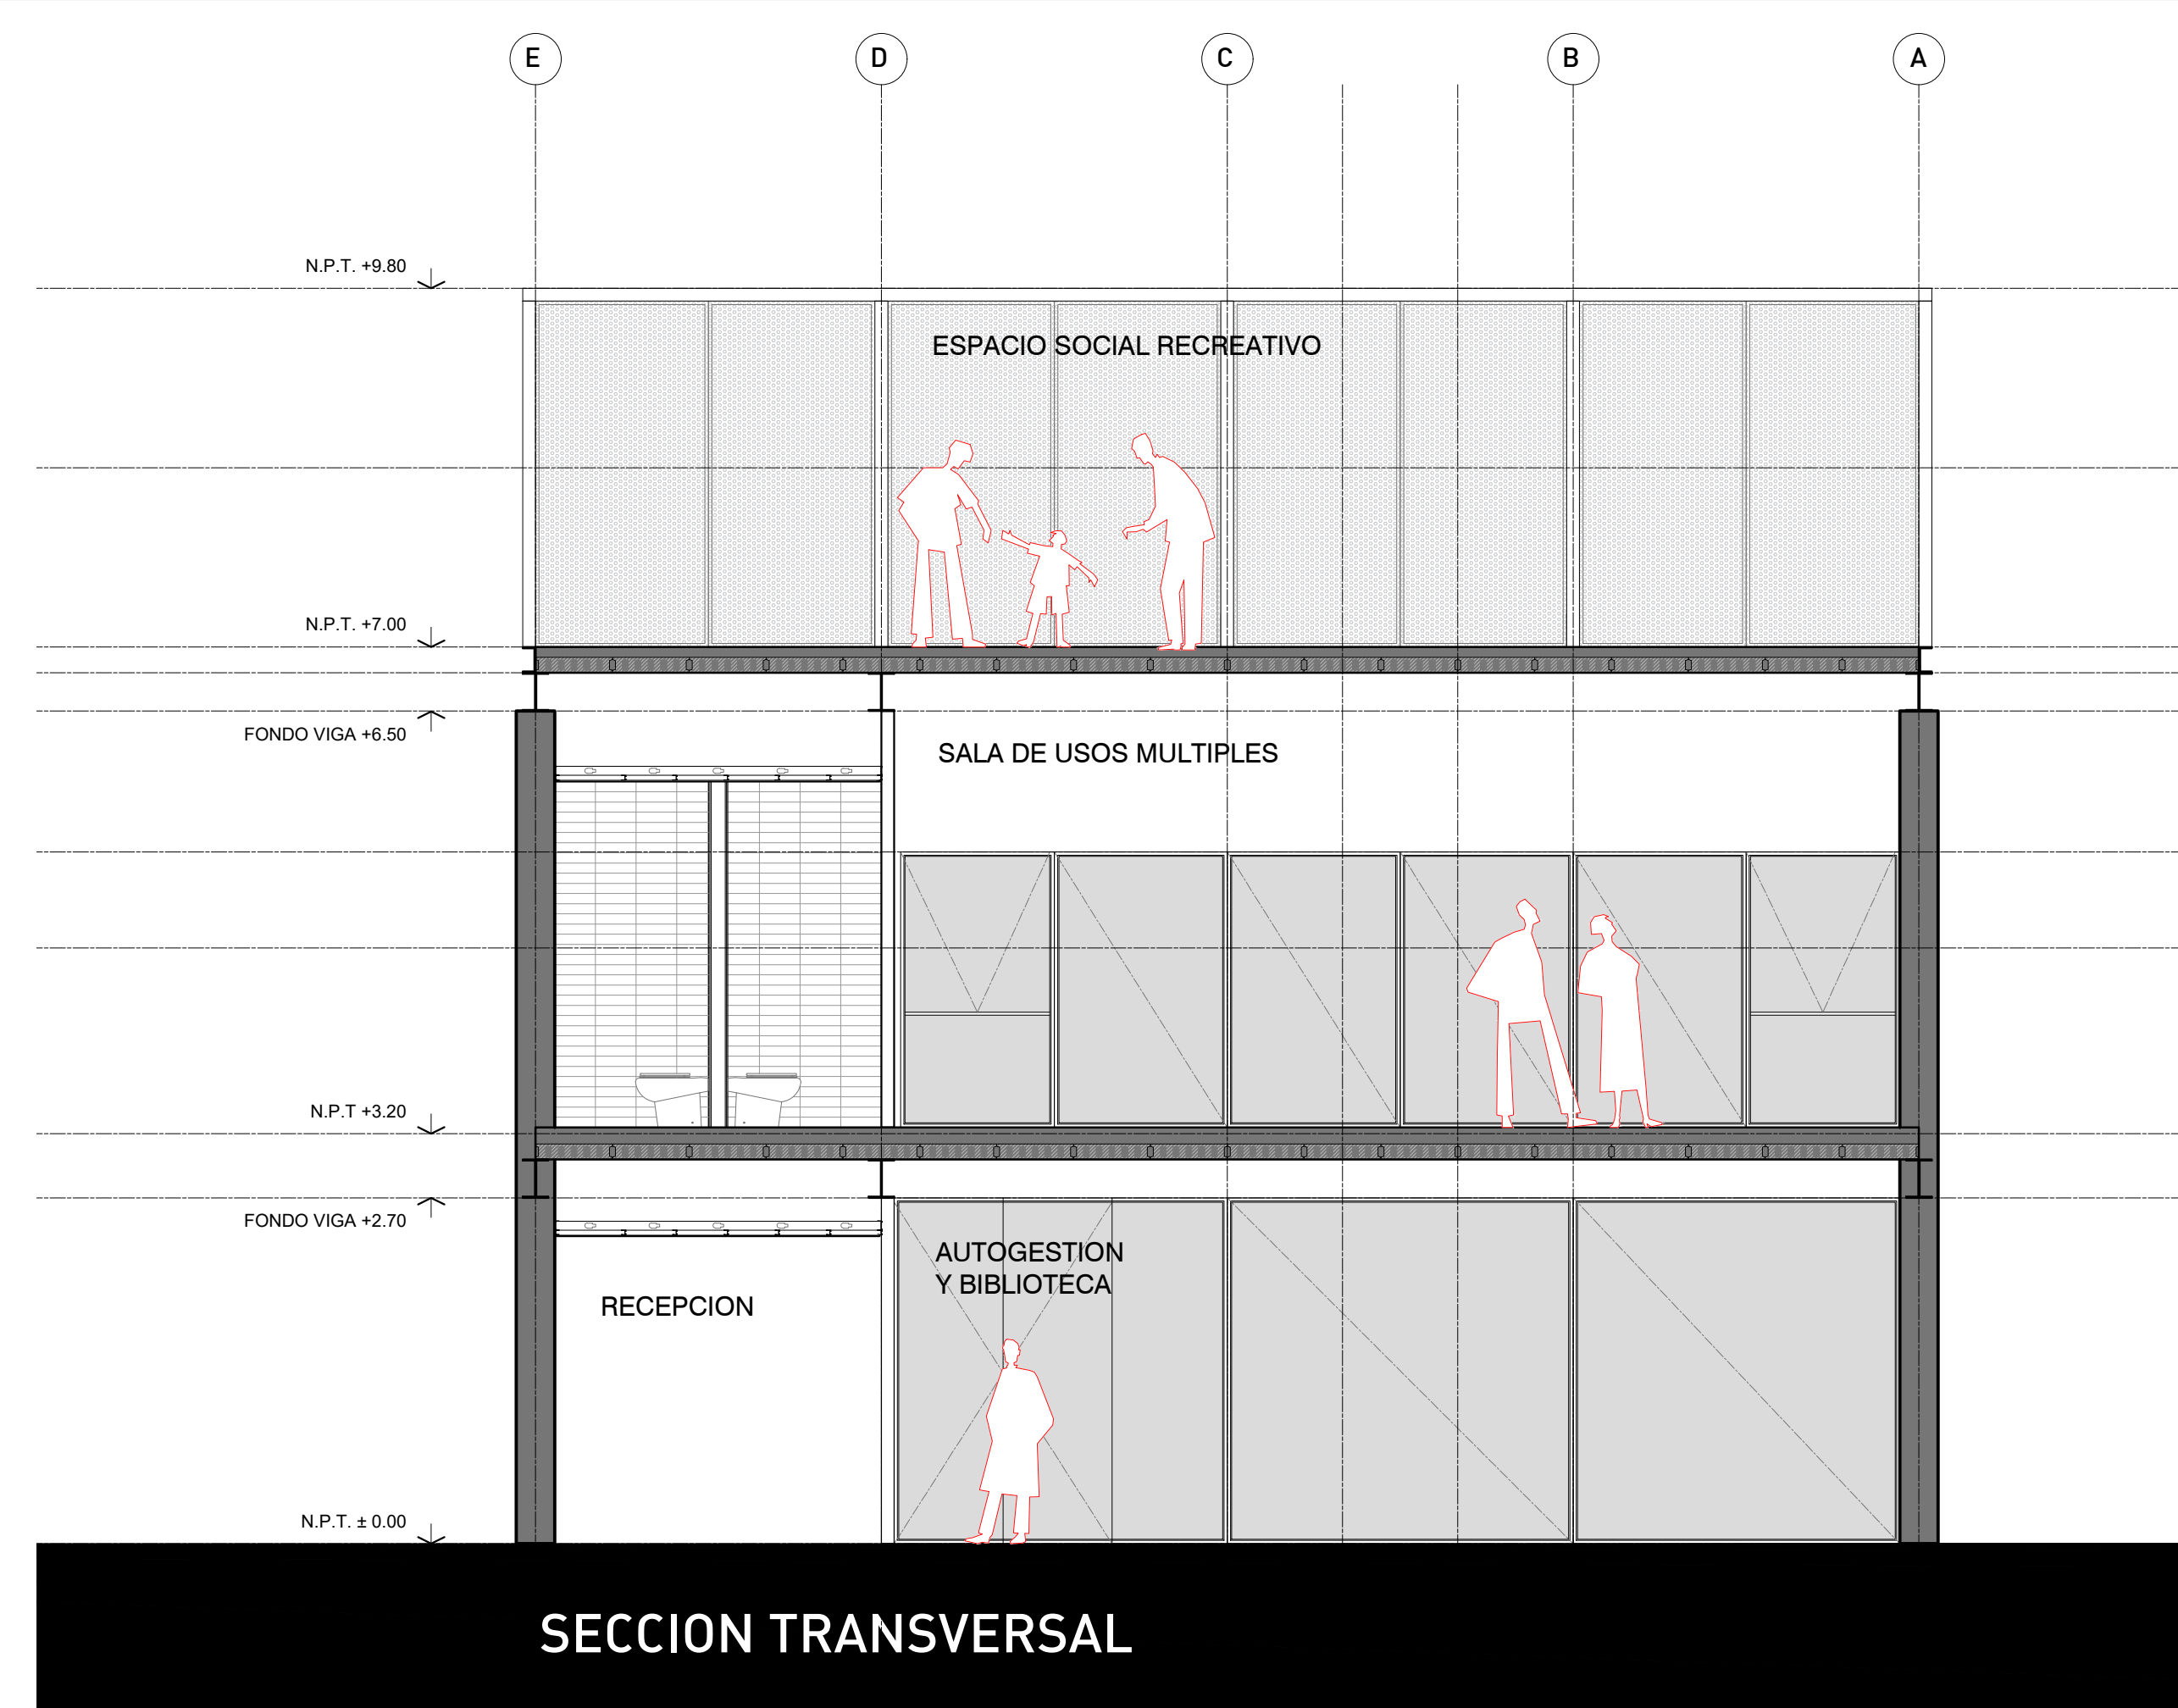 E D C B A
N.P.T. +9.80
ESPACIO SOCIAL RECREATIVO
N.P.T. +7.00
FONDO VIGA +6.50
SALA DE USOS MULTIPLES
N.P.T +3.20
FONDO VIGA +2.70
AUTOGESTION
Y BIBLIOTECA
RECEPCION
N.P.T. ± 0.00
SECCION TRANSVERSAL